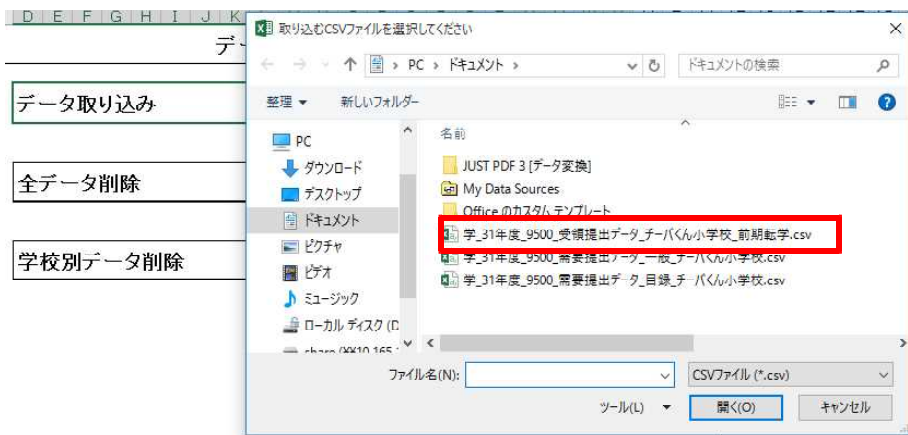 D E F G H I J K
デー
データ取り込み
全データ削除
学校別データ削除
取り込むCSVファイルを選択してください
PC > ドキュメント >
ドキュメントの検索
整理
新しいフォルダー
PC
ダウンロード
デスクトップ
ドキュメント
ピクチャ
ビデオ
ミュージック
ローカル ディスク (D
share (¥¥10.165.
名前
JUST PDF 3 [データ変換]
My Data Sources
Office のカスタム テンプレート
学_31年度_9500_受領提出データ_チーバくん小学校_前期転学.csv
学_31年度_9500_需要提出データ_一般_チーバくん小学校.csv
学_31年度_9500_需要提出データ_目録_チーバくん小学校.csv
ファイル名(N):
CSVファイル (*.csv)
ツール(L)
開く(O)
キャンセル